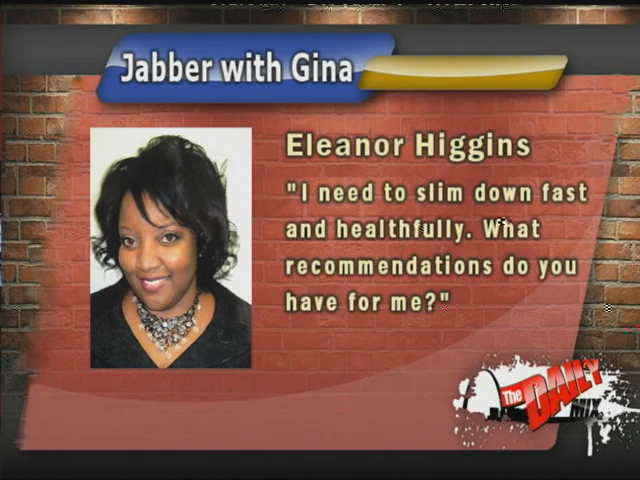 Jabber with Gina
Eleanor Higgins
"I need to slim down fast
and healthfully. What
recommendations do you
have for me?"
The
DAILY
MIX